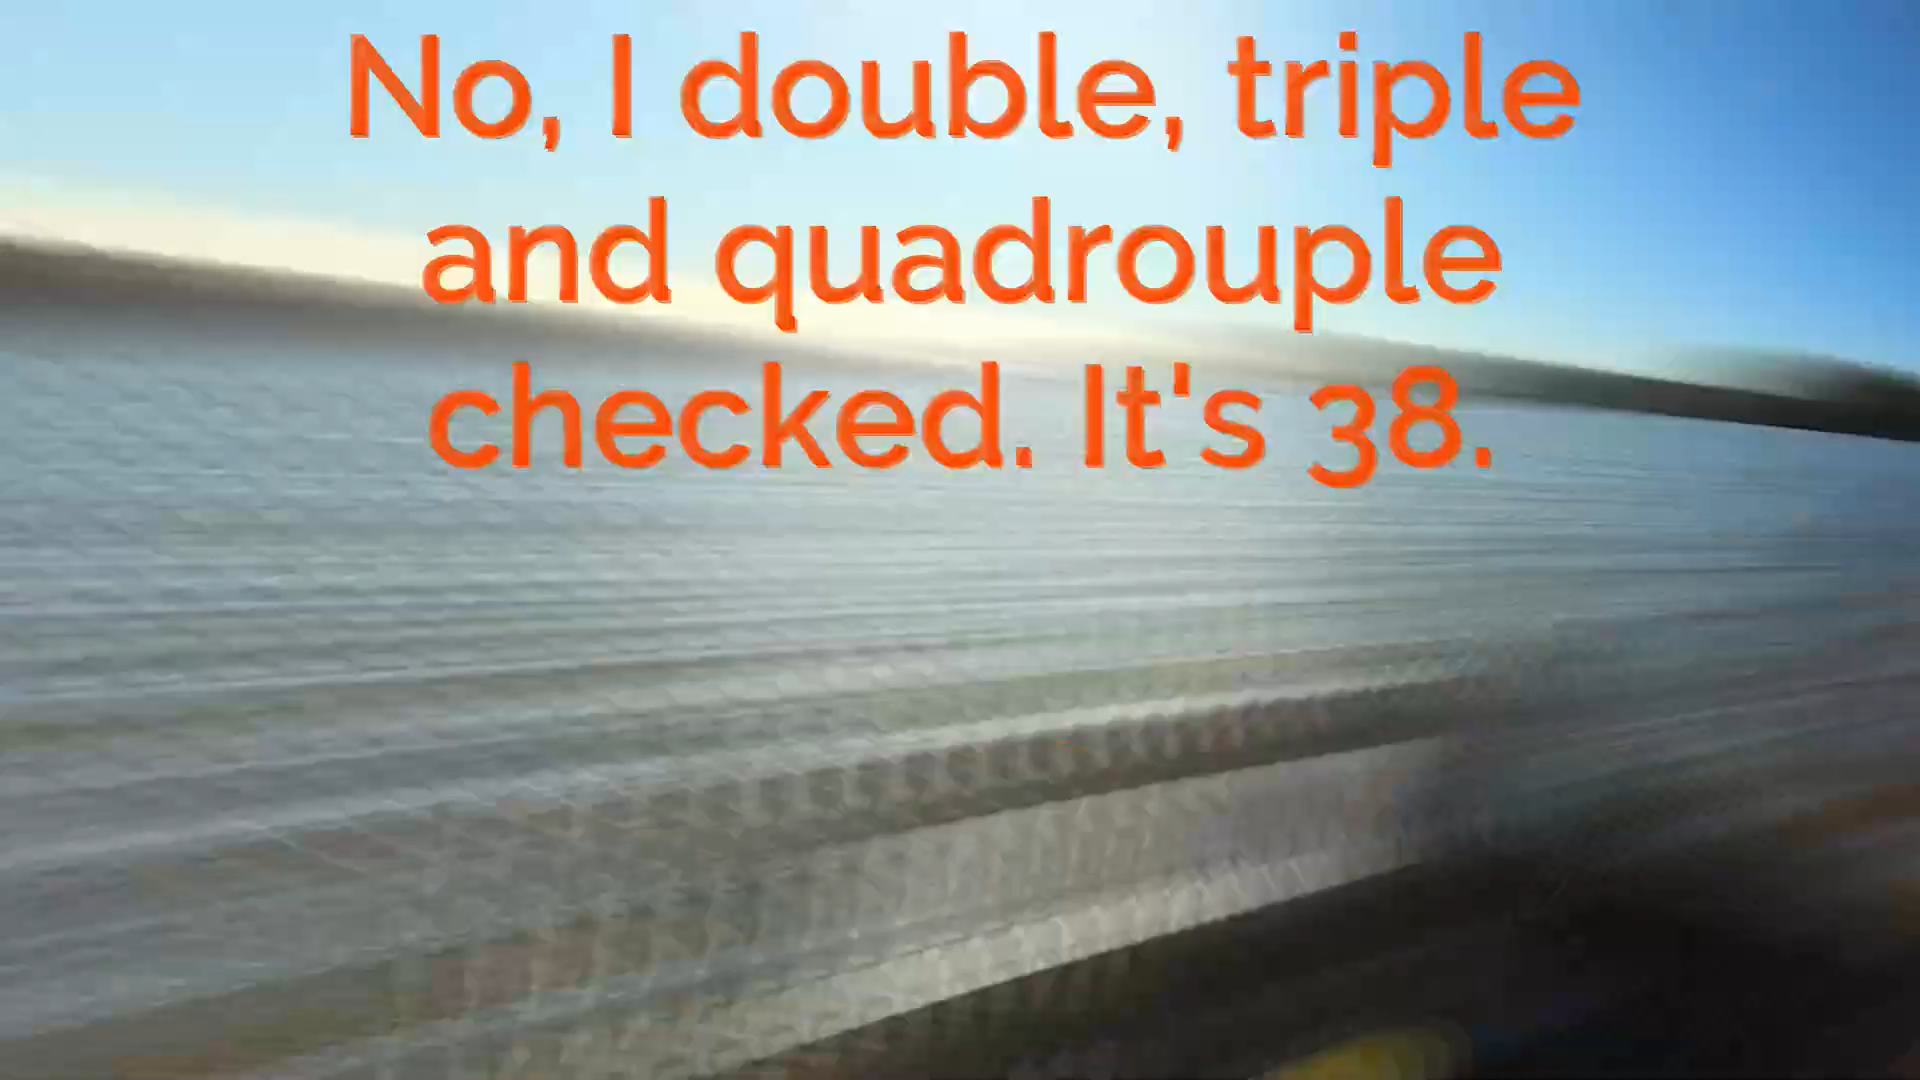 No, I double, triple
and quadrouple
checked. It's 38.